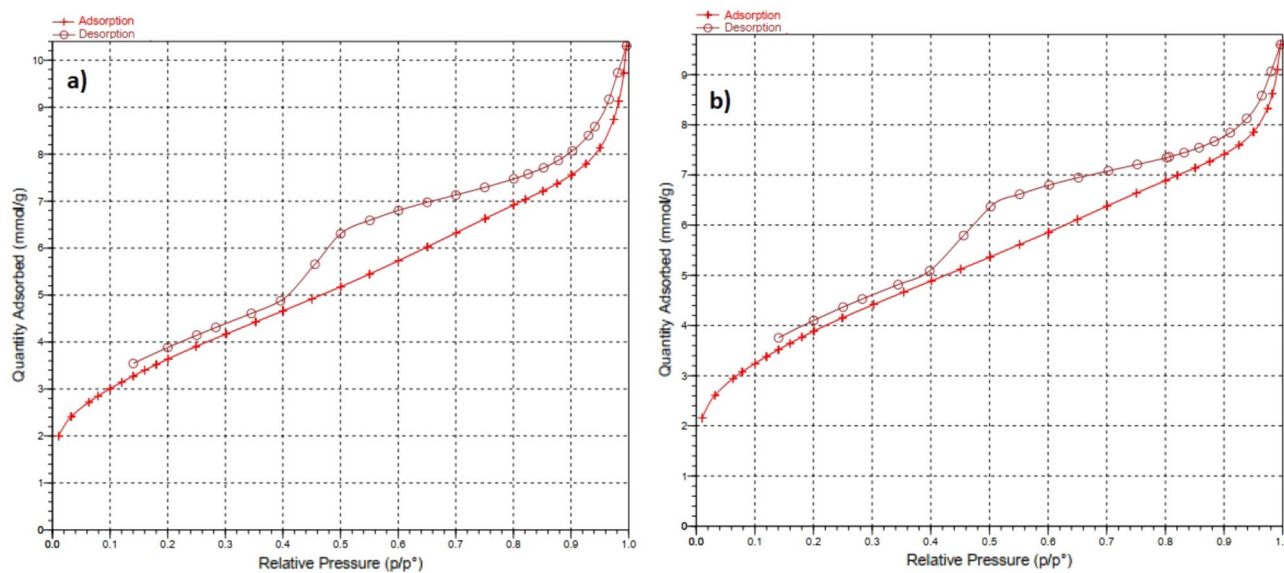 Adsorption
Desorption
a)
10
9
8
7
6
5
4
3
2
1
0
0.0 0.1 0.2 0.3 0.4 0.5 0.6 0.7 0.8 0.9 1.0
Quantity Adsorbed (mmol/g)
Relative Pressure (p/p°)
Adsorption
Desorption
b)
9
8
7
6
5
4
3
2
1
0
0.0 0.1 0.2 0.3 0.4 0.5 0.6 0.7 0.8 0.9 1.
Quantity Adsorbed (mmol/g)
Relative Pressure (p/p°)